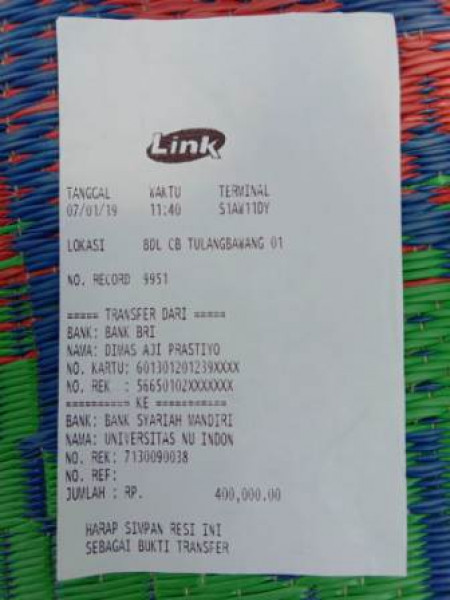 Link
TANGGAL WAKTU TERMINAL
07/01/19 11:40 S1AW11DY
LOKASI BDL CB TULANGBAWANG 01
NO. RECORD 9951
===== TRANSFER DARI =====
BANK: BANK BRI
NAMA: DIMAS AJI PRASTIYO
NO. KARTU: 601301201239XXXX
NO. REK : 56650102XXXXXXX
========== KE ===========
BANK: BANK SYARIAH MANDIRI
NAMA: UNIVERSITAS NU INDON
NO. REK: 7130090038
NO. REF:
JUMLAH : RP. 400,000.00
HARAP SIMPAN RESI INI
SEBAGAI BUKTI TRANSFER